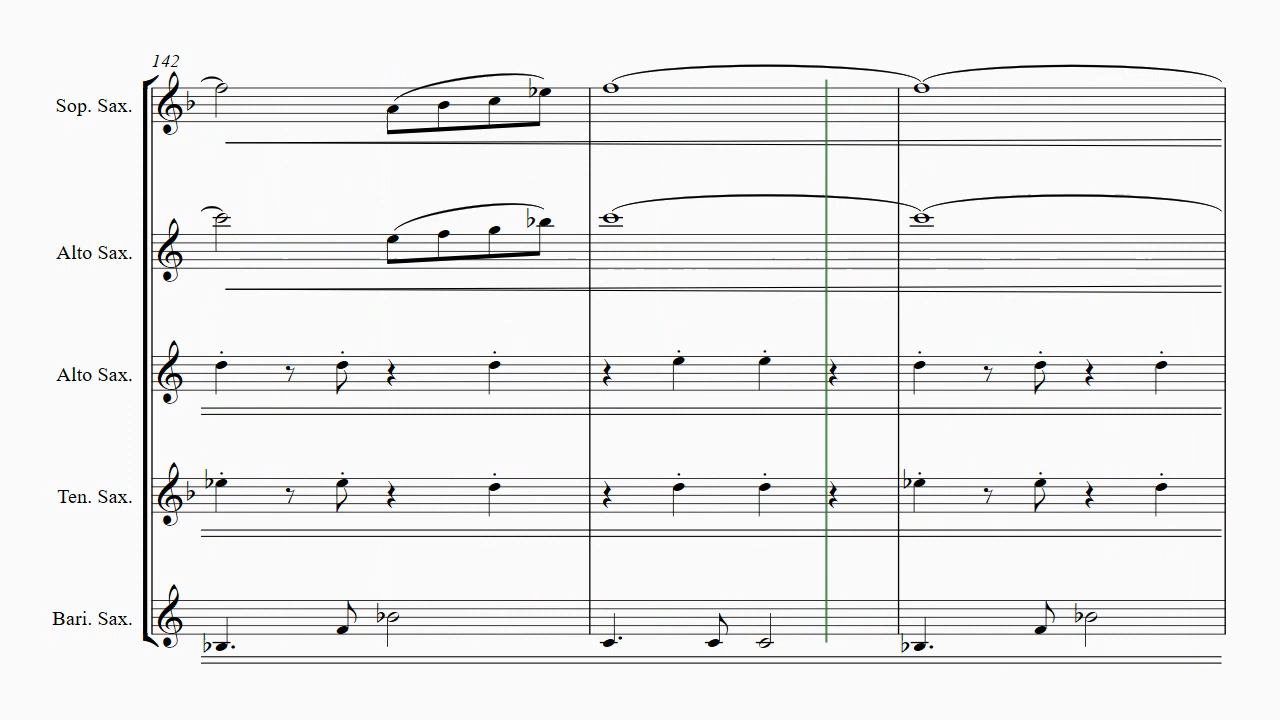 142
Sop. Sax.
Alto Sax.
Alto Sax.
Ten. Sax.
Bari. Sax.